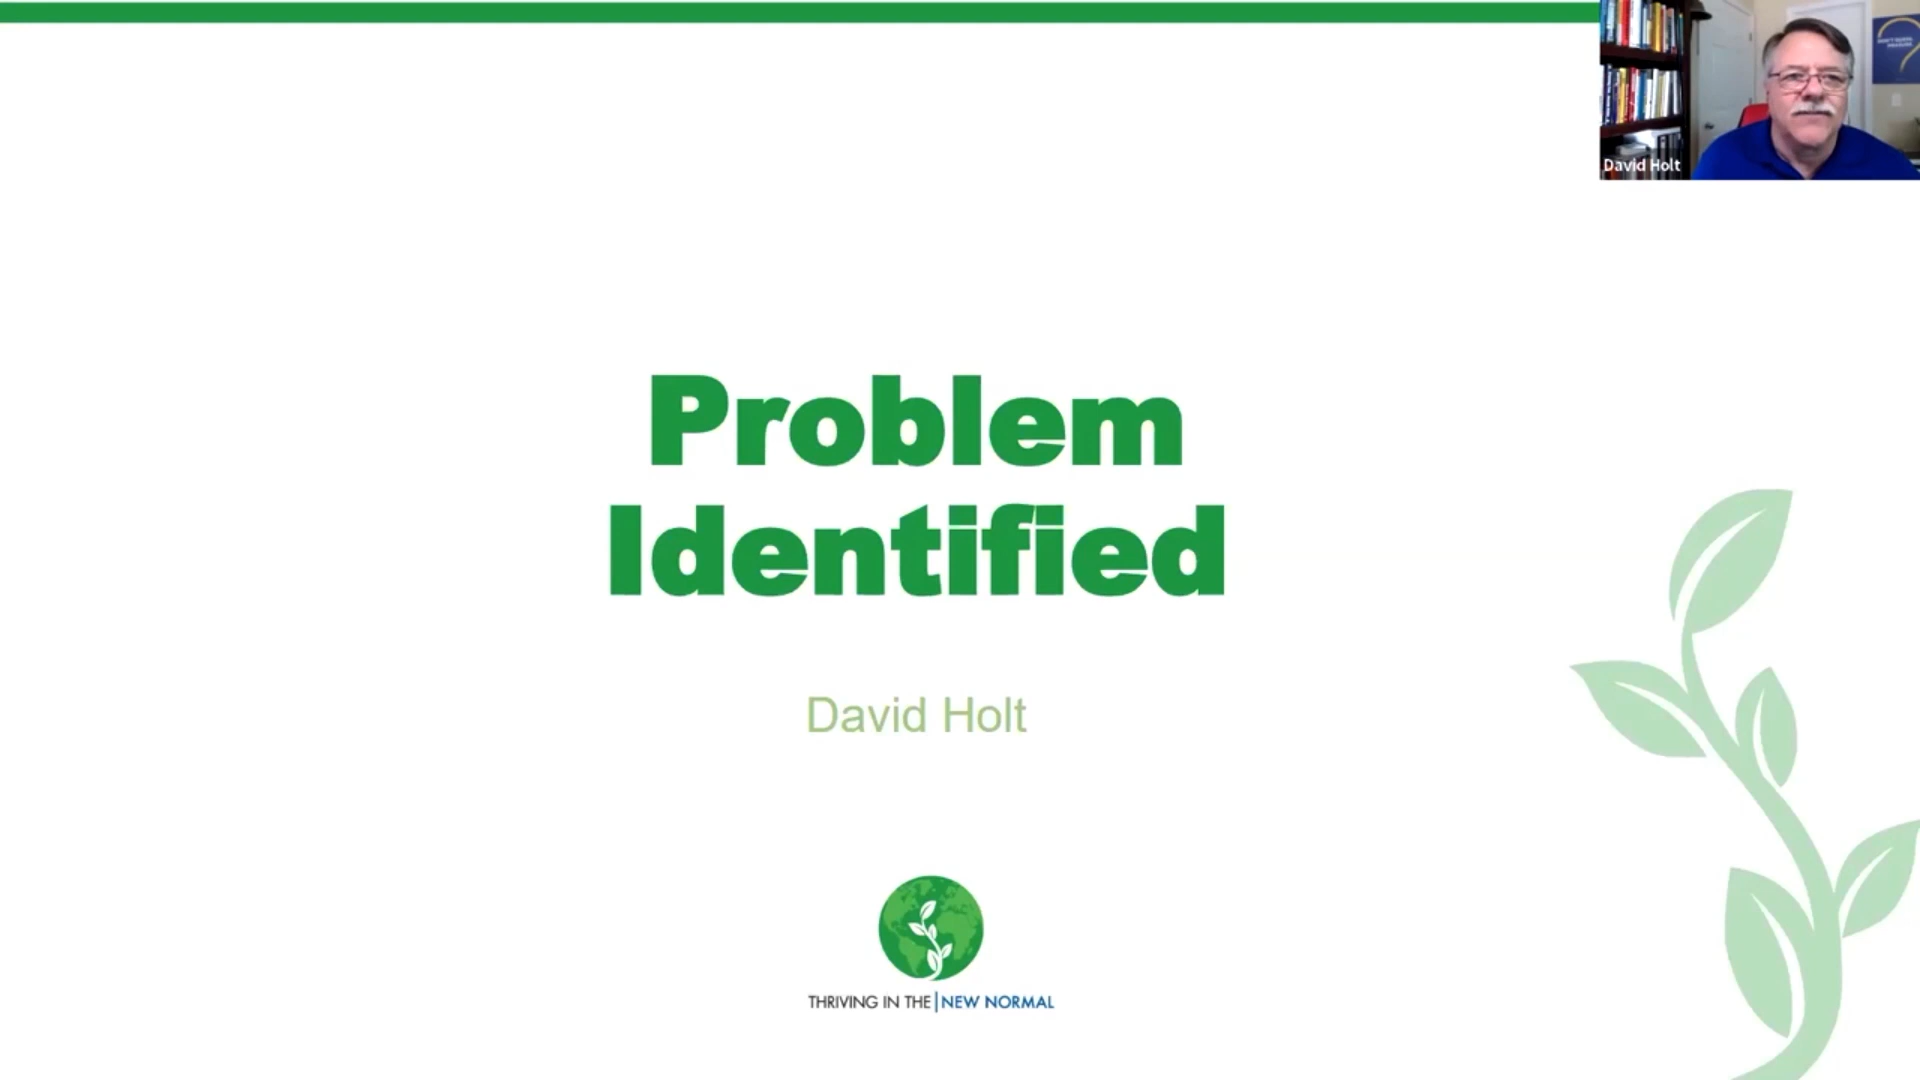 David Holt
Problem
Identified
David Holt
THRIVING IN THE|NEW NORMAL